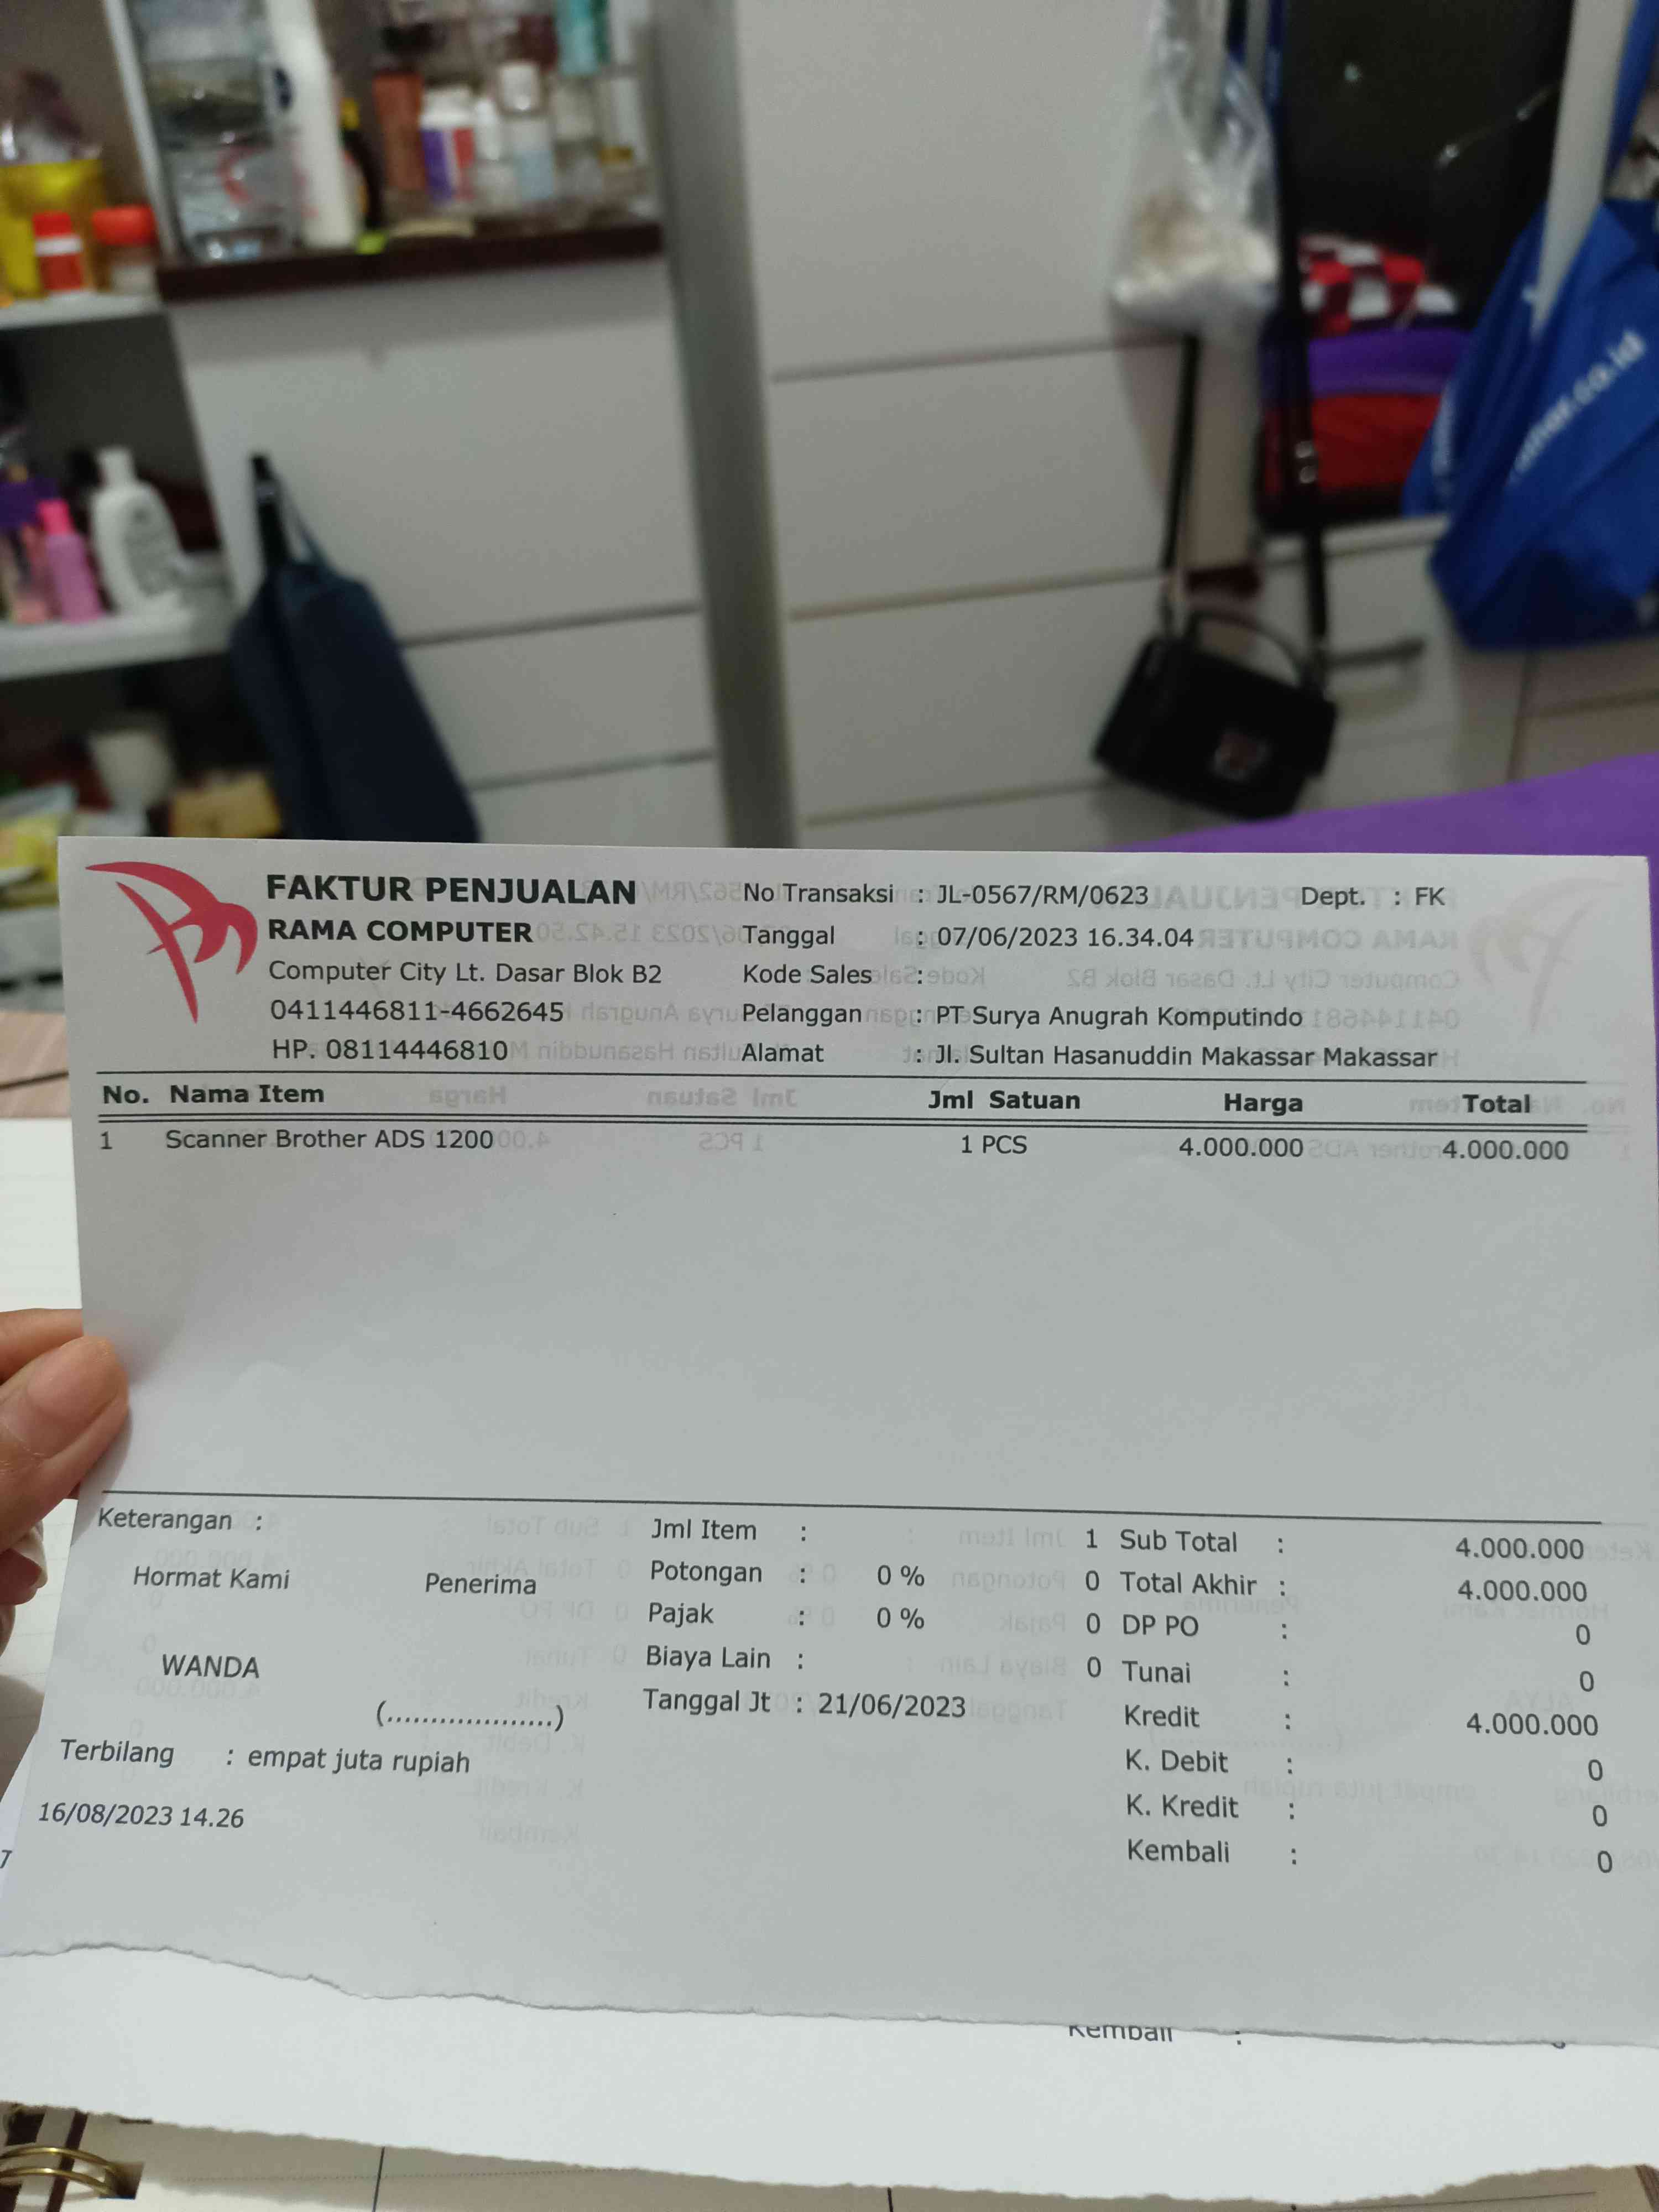 FAKTUR PENJUALAN
RAMA COMPUTER
Computer City Lt. Dasar Blok B2
0411446811-4662645
HP. 08114446810
No Transaksi : JL-0567/RM/0623 Dept. : FK
Tanggal : 07/06/2023 16.34.04
Kode Sales :
Pelanggan : PT Surya Anugrah Komputindo
Alamat : Jl. Sultan Hasanuddin Makassar Makassar
No. Nama Item Jml Satuan Harga Total
1 Scanner Brother ADS 1200 1 PCS 4.000.000 4.000.000
Keterangan :
Hormat Kami Penerima
WANDA
(....................)
Jml Item : 1
Potongan : 0 % 0
Pajak : 0 % 0
Biaya Lain : 0
Tanggal Jt : 21/06/2023
Sub Total : 4.000.000
Total Akhir : 4.000.000
DP PO : 0
Tunai : 0
Kredit : 4.000.000
K. Debit : 0
K. Kredit : 0
Kembali : 0
Terbilang : empat juta rupiah
16/08/2023 14.26
Kembali :